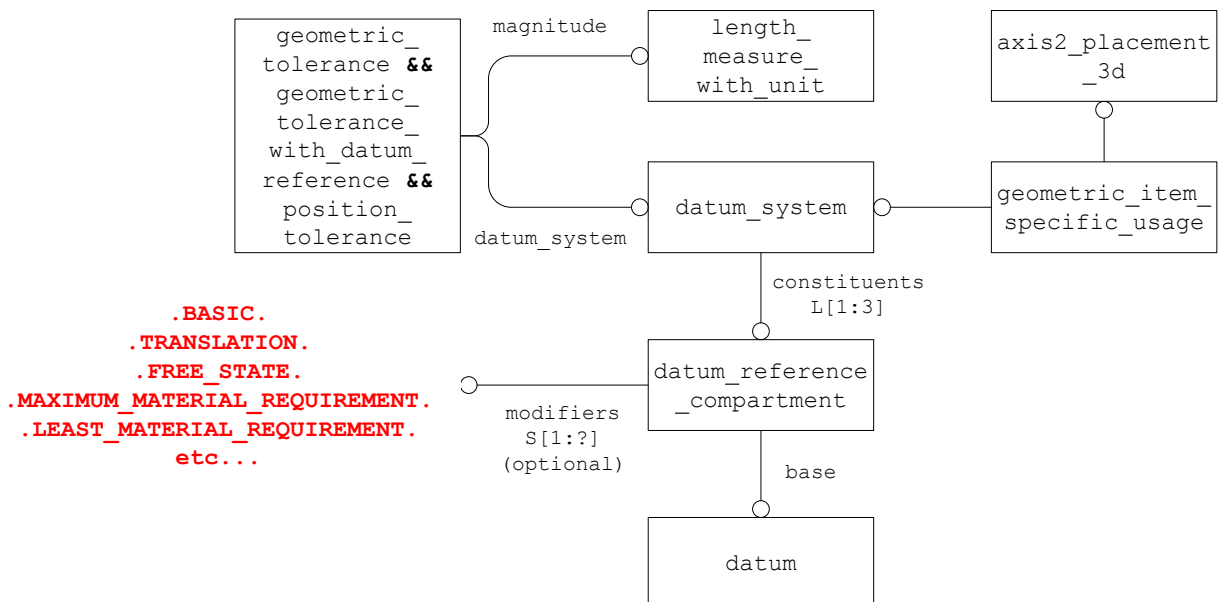 geometric_
tolerance &&
geometric_
tolerance_
with_datum_
reference &&
position_
tolerance
magnitude
length_
measure_
with_unit
axis2_placement
_3d
datum_system
datum_system
geometric_item_
specific_usage
constituents
L[1:3]
.BASIC.
.TRANSLATION.
.FREE_STATE.
.MAXIMUM_MATERIAL_REQUIREMENT.
.LEAST_MATERIAL_REQUIREMENT.
etc...
modifiers
S[1:?]
(optional)
datum_reference
_compartment
base
datum